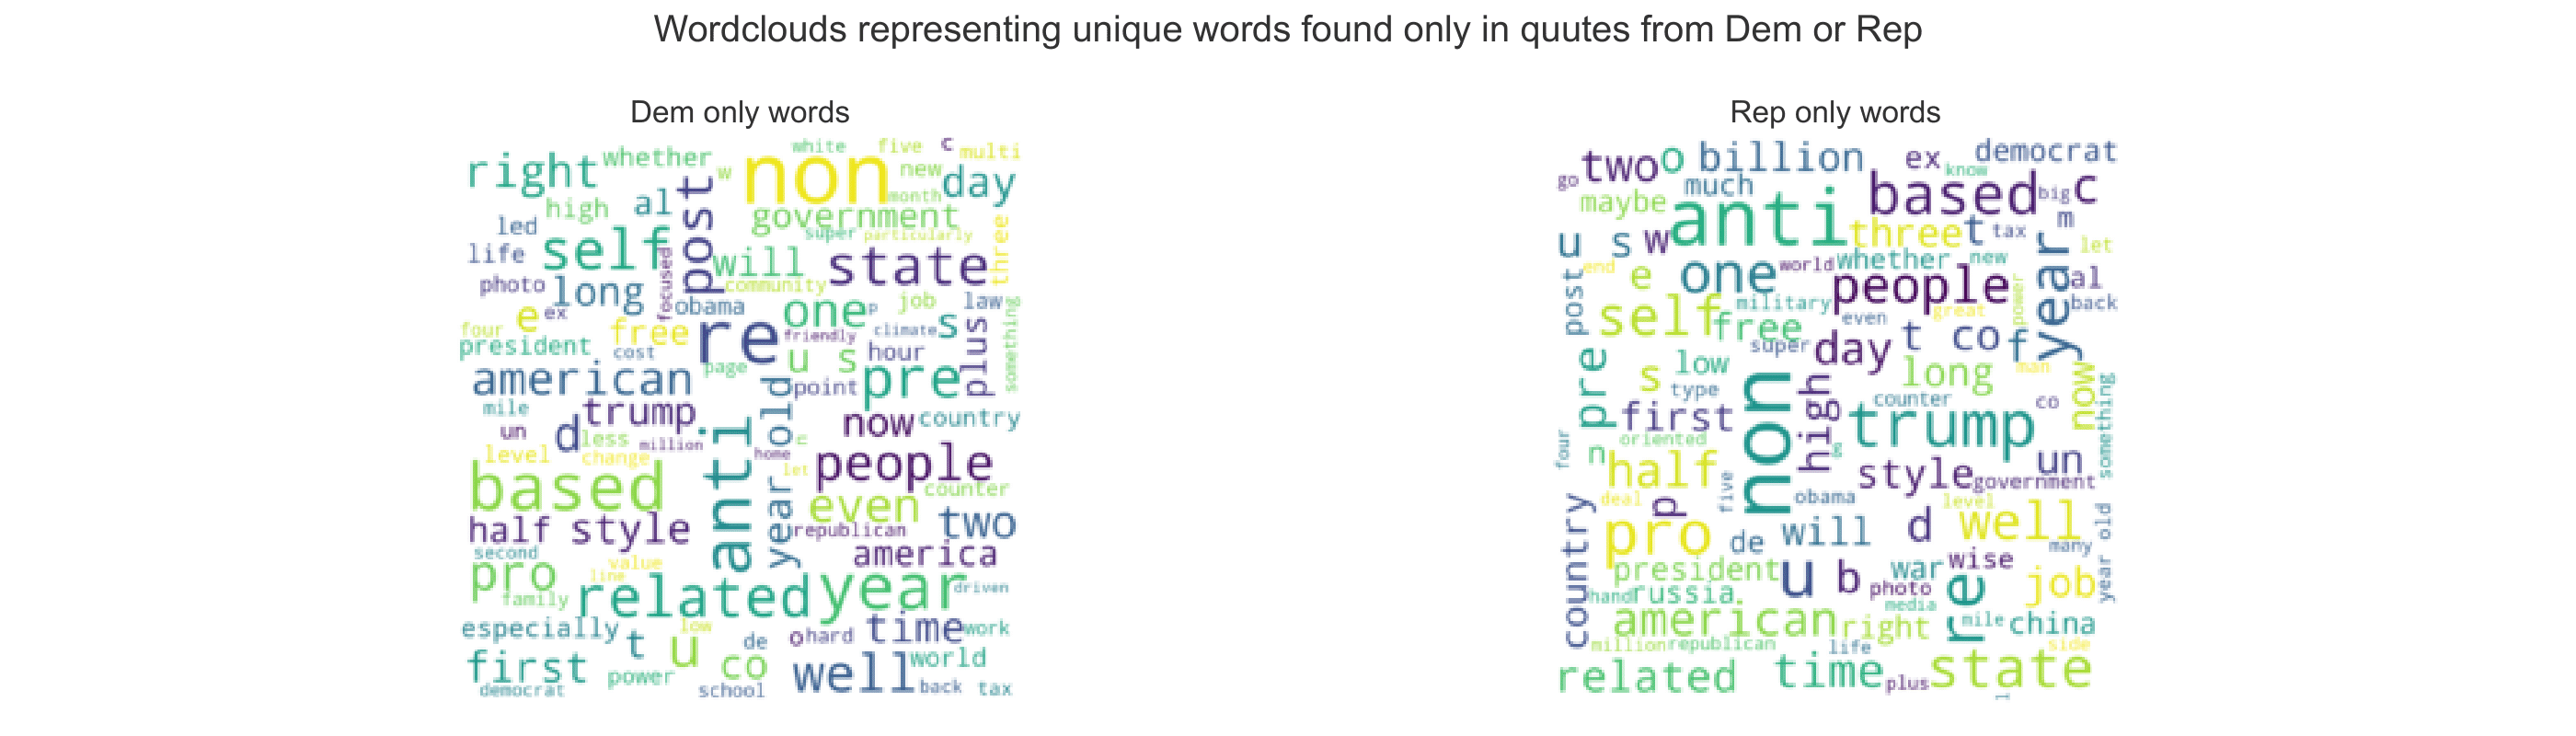 Wordclouds representing unique words found only in quutes from Dem or Rep
Dem only words
white five c multi
right whether w non new day
month
high al post government
led super particularly three
life self focused will state
photo long community
obama one p job law something
e ex
four free re friendly climate s plus
president cost u s hour
page
american old point pre
mile trump now country
un d less million anti
level change home e let people
based year even counter
half style republican two
second value america
pro line related year driven
family
especially t low de o hard time work
first u co well world
democrat power school back tax
Rep only words
go two o billion ex know democrat
much based big c
maybe anti m
u s w three t tax year let
end post e one world whether new al
self military people power back
free even great
pre super day t co f
s low long man now
type high counter co something
first non trump
four n oriented g
half style un government
deal p five obama level
country pro de will d well year old
many
president u b war wise job
hand russia. photo re
media
american right mile china
million republican life side
related time plus state
l